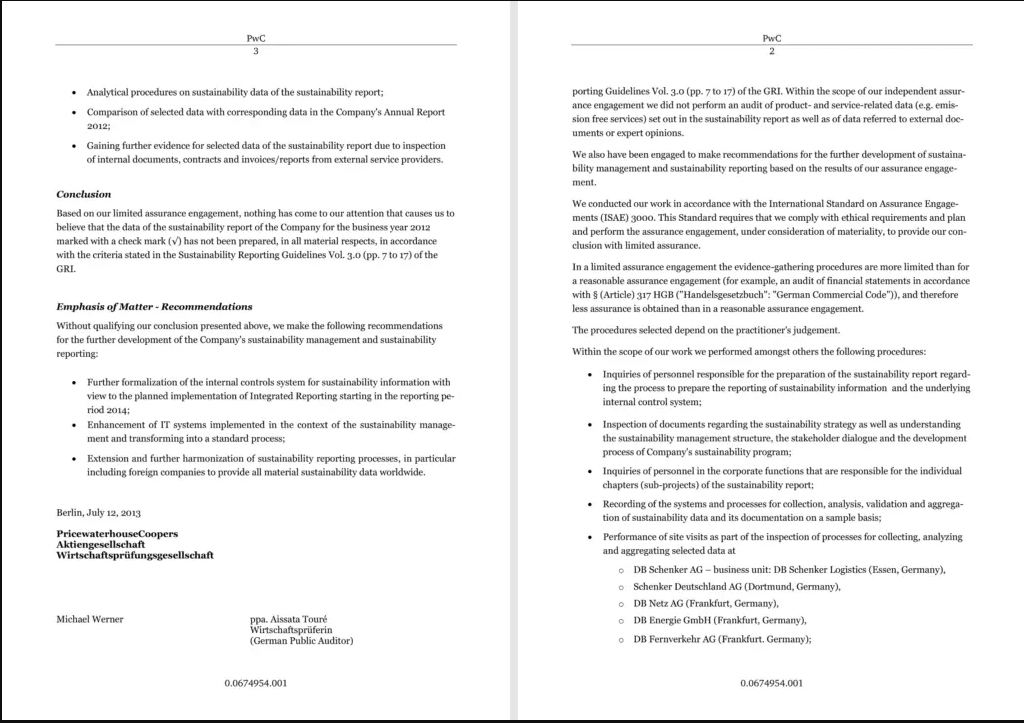 PwC
3
• Analytical procedures on sustainability data of the sustainability report;
• Comparison of selected data with corresponding data in the Company's Annual Report
2012;
• Gaining further evidence for selected data of the sustainability report due to inspection
of internal documents, contracts and invoices/reports from external service providers.
Conclusion
Based on our limited assurance engagement, nothing has come to our attention that causes us to
believe that the data of the sustainability report of the Company for the business year 2012
marked with a check mark (√) has not been prepared, in all material respects, in accordance
with the criteria stated in the Sustainability Reporting Guidelines Vol. 3.0 (pp. 7 to 17) of the
GRI.
Emphasis of Matter - Recommendations
Without qualifying our conclusion presented above, we make the following recommendations
for the further development of the Company's sustainability management and sustainability
reporting:
• Further formalization of the internal controls system for sustainability information with
view to the planned implementation of Integrated Reporting starting in the reporting pe-
riod 2014;
• Enhancement of IT systems implemented in the context of the sustainability manage-
ment and transforming into a standard process;
• Extension and further harmonization of sustainability reporting processes, in particular
including foreign companies to provide all material sustainability data worldwide.
Berlin, July 12, 2013
PricewaterhouseCoopers
Aktiengesellschaft
Wirtschaftsprüfungsgesellschaft
Michael Werner
ppa. Aissata Touré
Wirtschaftsprüferin
(German Public Auditor)
0.0674954.001
PwC
2
porting Guidelines Vol. 3.0 (pp. 7 to 17) of the GRI. Within the scope of our independent assur-
ance engagement we did not perform an audit of product- and service-related data (e.g. emis-
sion free services) set out in the sustainability report as well as of data referred to external doc-
uments or expert opinions.
We also have been engaged to make recommendations for the further development of sustaina-
bility management and sustainability reporting based on the results of our assurance engage-
ment.
We conducted our work in accordance with the International Standard on Assurance Engage-
ments (ISAE) 3000. This Standard requires that we comply with ethical requirements and plan
and perform the assurance engagement, under consideration of materiality, to provide our con-
clusion with limited assurance.
In a limited assurance engagement the evidence-gathering procedures are more limited than for
a reasonable assurance engagement (for example, an audit of financial statements in accordance
with § (Article) 317 HGB ("Handelsgesetzbuch": "German Commercial Code")), and therefore
less assurance is obtained than in a reasonable assurance engagement.
The procedures selected depend on the practitioner's judgement.
Within the scope of our work we performed amongst others the following procedures:
• Inquiries of personnel responsible for the preparation of the sustainability report regard-
ing the process to prepare the reporting of sustainability information and the underlying
internal control system;
• Inspection of documents regarding the sustainability strategy as well as understanding
the sustainability management structure, the stakeholder dialogue and the development
process of Company's sustainability program;
• Inquiries of personnel in the corporate functions that are responsible for the individual
chapters (sub-projects) of the sustainability report;
• Recording of the systems and processes for collection, analysis, validation and aggrega-
tion of sustainability data and its documentation on a sample basis;
• Performance of site visits as part of the inspection of processes for collecting, analyzing
and aggregating selected data at
o DB Schenker AG – business unit: DB Schenker Logistics (Essen, Germany),
o Schenker Deutschland AG (Dortmund, Germany),
o DB Netz AG (Frankfurt, Germany),
o DB Energie GmbH (Frankfurt, Germany),
o DB Fernverkehr AG (Frankfurt. Germany);
0.0674954.001